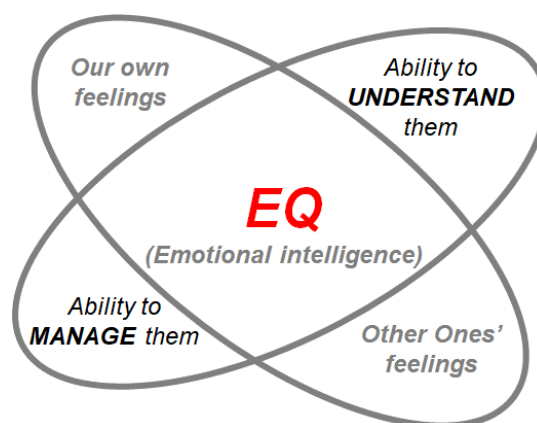 Our own
feelings
Ability to
UNDERSTAND
them
EQ
(Emotional intelligence)
Ability to
MANAGE them
Other Ones’
feelings